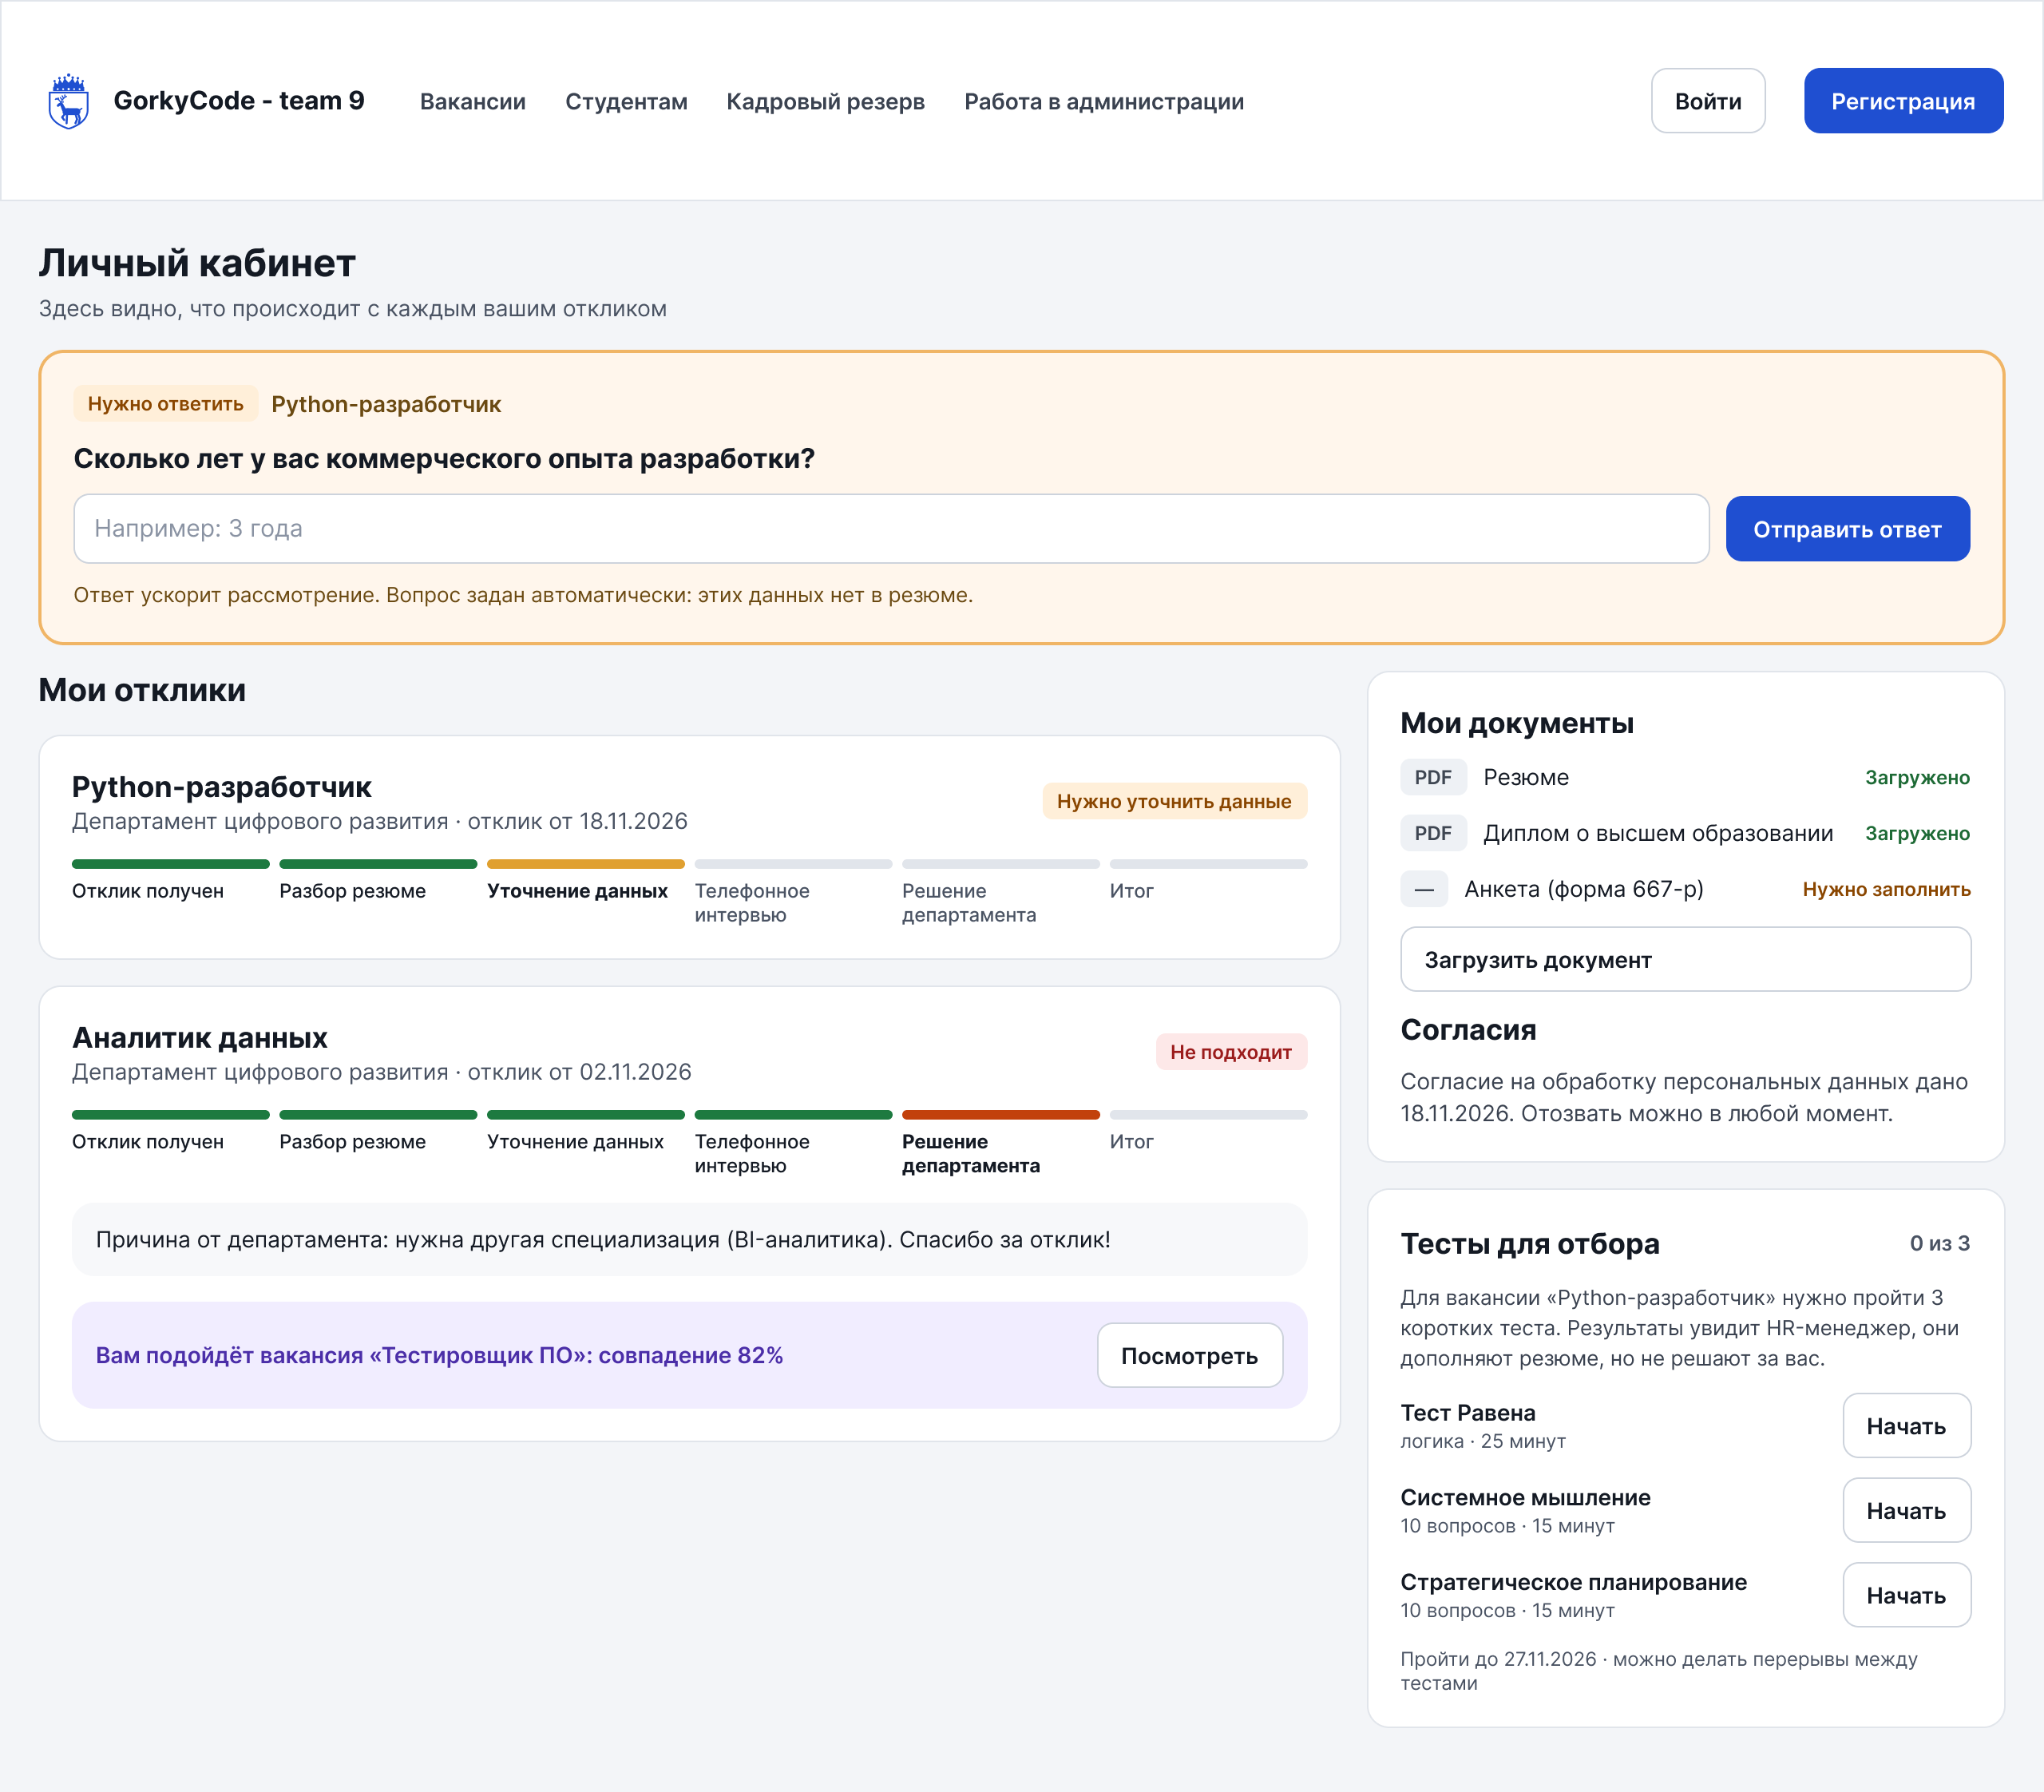 GorkyCode - team 9
Вакансии
Студентам
Кадровый резерв
Работа в администрации
Войти
Регистрация
Личный кабинет
Здесь видно, что происходит с каждым вашим откликом
Нужно ответить
Python-разработчик
Сколько лет у вас коммерческого опыта разработки?
Например: 3 года
Отправить ответ
Ответ ускорит рассмотрение. Вопрос задан автоматически: этих данных нет в резюме.
Мои отклики
Python-разработчик
Департамент цифрового развития · отклик от 18.11.2026
Нужно уточнить данные
Отклик получен
Разбор резюме
Уточнение данных
Телефонное
интервью
Решение
департамента
Итог
Аналитик данных
Департамент цифрового развития · отклик от 02.11.2026
Не подходит
Отклик получен
Разбор резюме
Уточнение данных
Телефонное
интервью
Решение
департамента
Итог
Причина от департамента: нужна другая специализация (BI-аналитика). Спасибо за отклик!
Вам подойдёт вакансия «Тестировщик ПО»: совпадение 82%
Посмотреть
Мои документы
PDF
Резюме
Загружено
PDF
Диплом о высшем образовании
Загружено
—
Анкета (форма 667-р)
Нужно заполнить
Загрузить документ
Согласия
Согласие на обработку персональных данных дано
18.11.2026. Отозвать можно в любой момент.
Тесты для отбора
0 из 3
Для вакансии «Python-разработчик» нужно пройти 3
коротких теста. Результаты увидит HR-менеджер, они
дополняют резюме, но не решают за вас.
Тест Равена
логика · 25 минут
Начать
Системное мышление
10 вопросов · 15 минут
Начать
Стратегическое планирование
10 вопросов · 15 минут
Начать
Пройти до 27.11.2026 · можно делать перерывы между
тестами